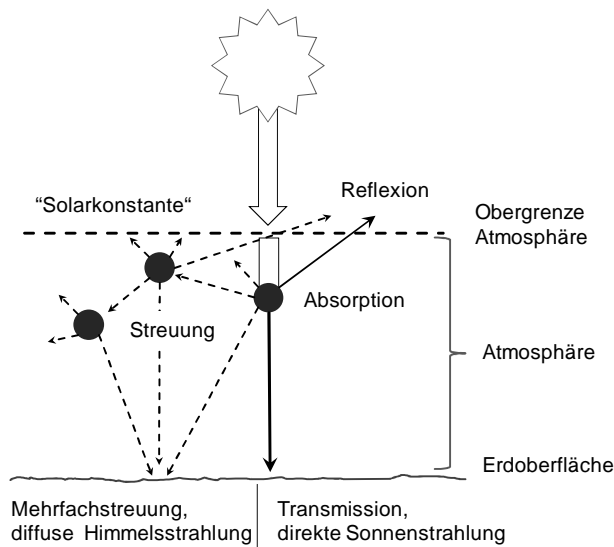 Reflexion
“Solarkonstante“
Obergrenze
Atmosphäre
Absorption
Streuung
Atmosphäre
Erdoberfläche
Mehrfachstreuung,
diffuse Himmelsstrahlung
Transmission,
direkte Sonnenstrahlung